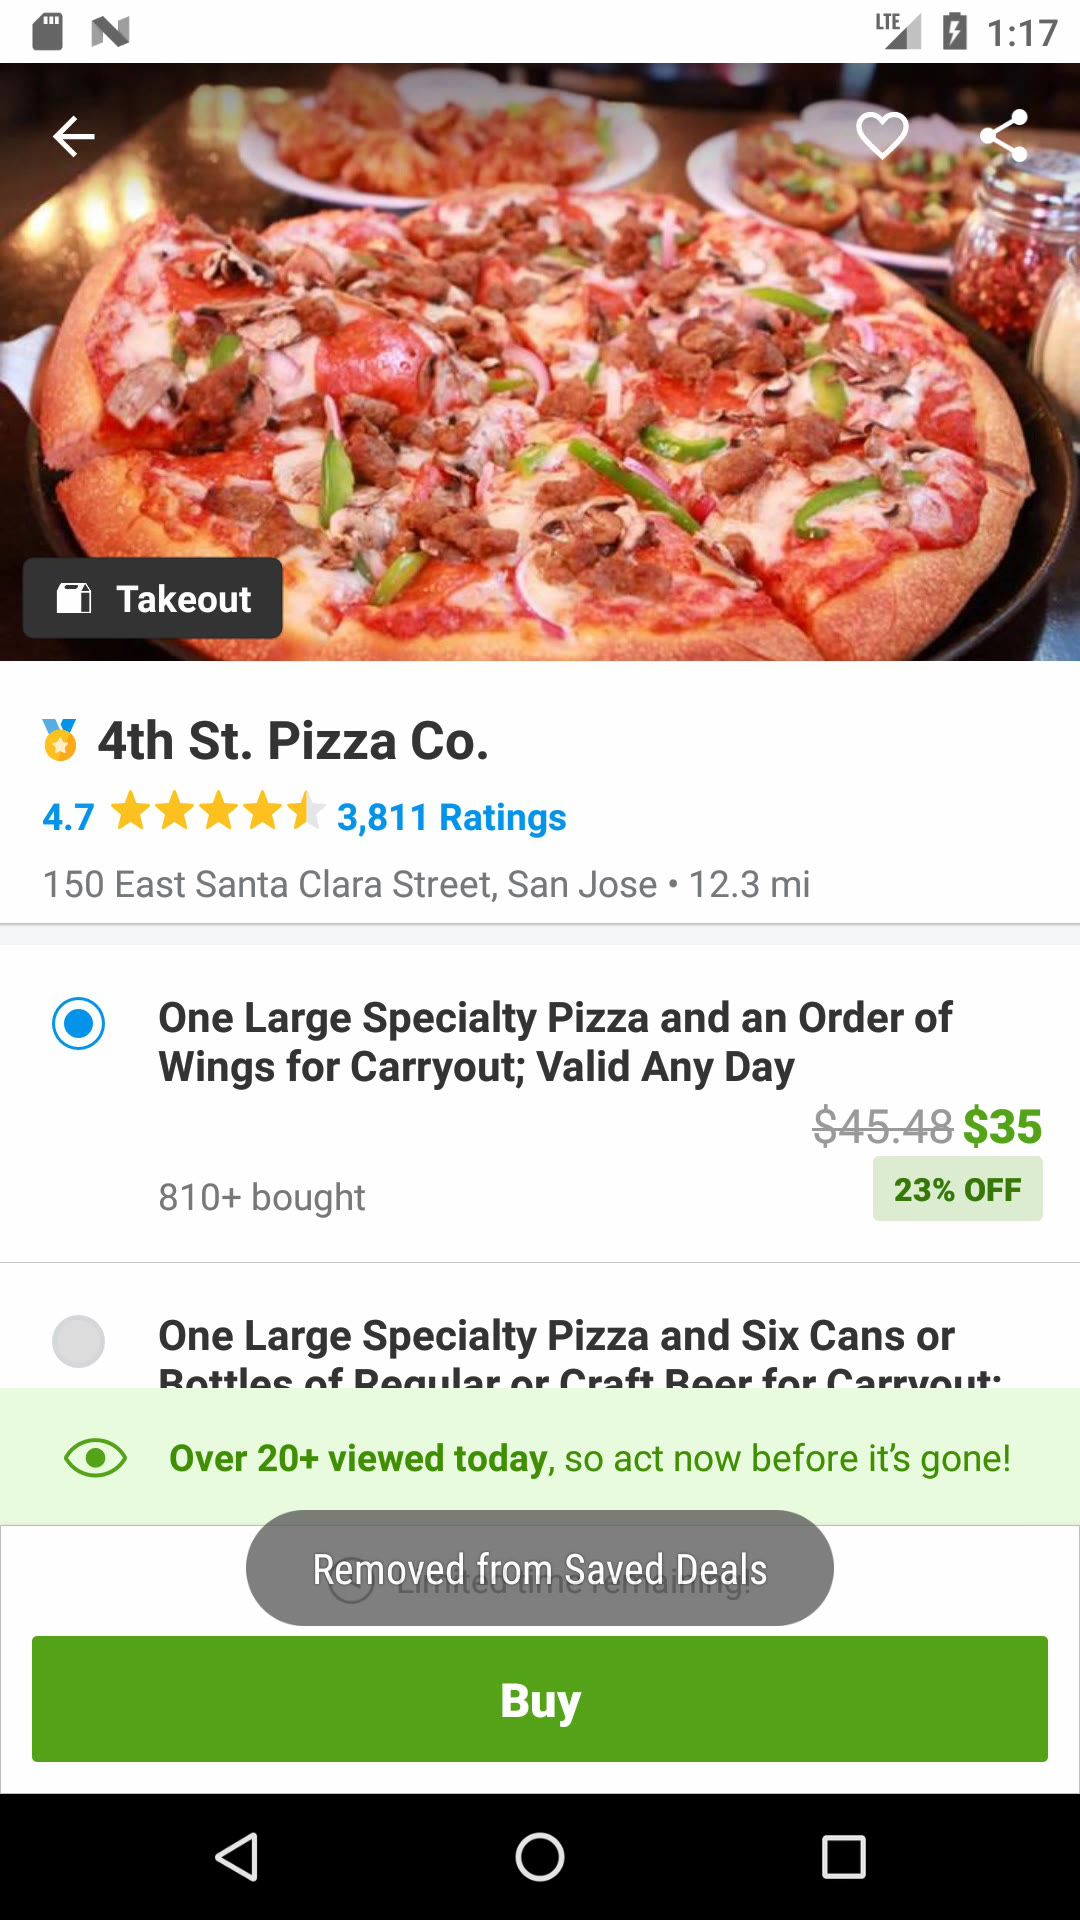 LTE 1:17
Takeout
4th St. Pizza Co.
4.7 3,811 Ratings
150 East Santa Clara Street, San Jose • 12.3 mi
One Large Specialty Pizza and an Order of
Wings for Carryout; Valid Any Day
$45.48 $35
810+ bought
23% OFF
One Large Specialty Pizza and Six Cans or
Bottles of Regular or Craft Beer for Carryout;
Over 20+ viewed today, so act now before it's gone!
Limited time remaining!
Removed from Saved Deals
Buy